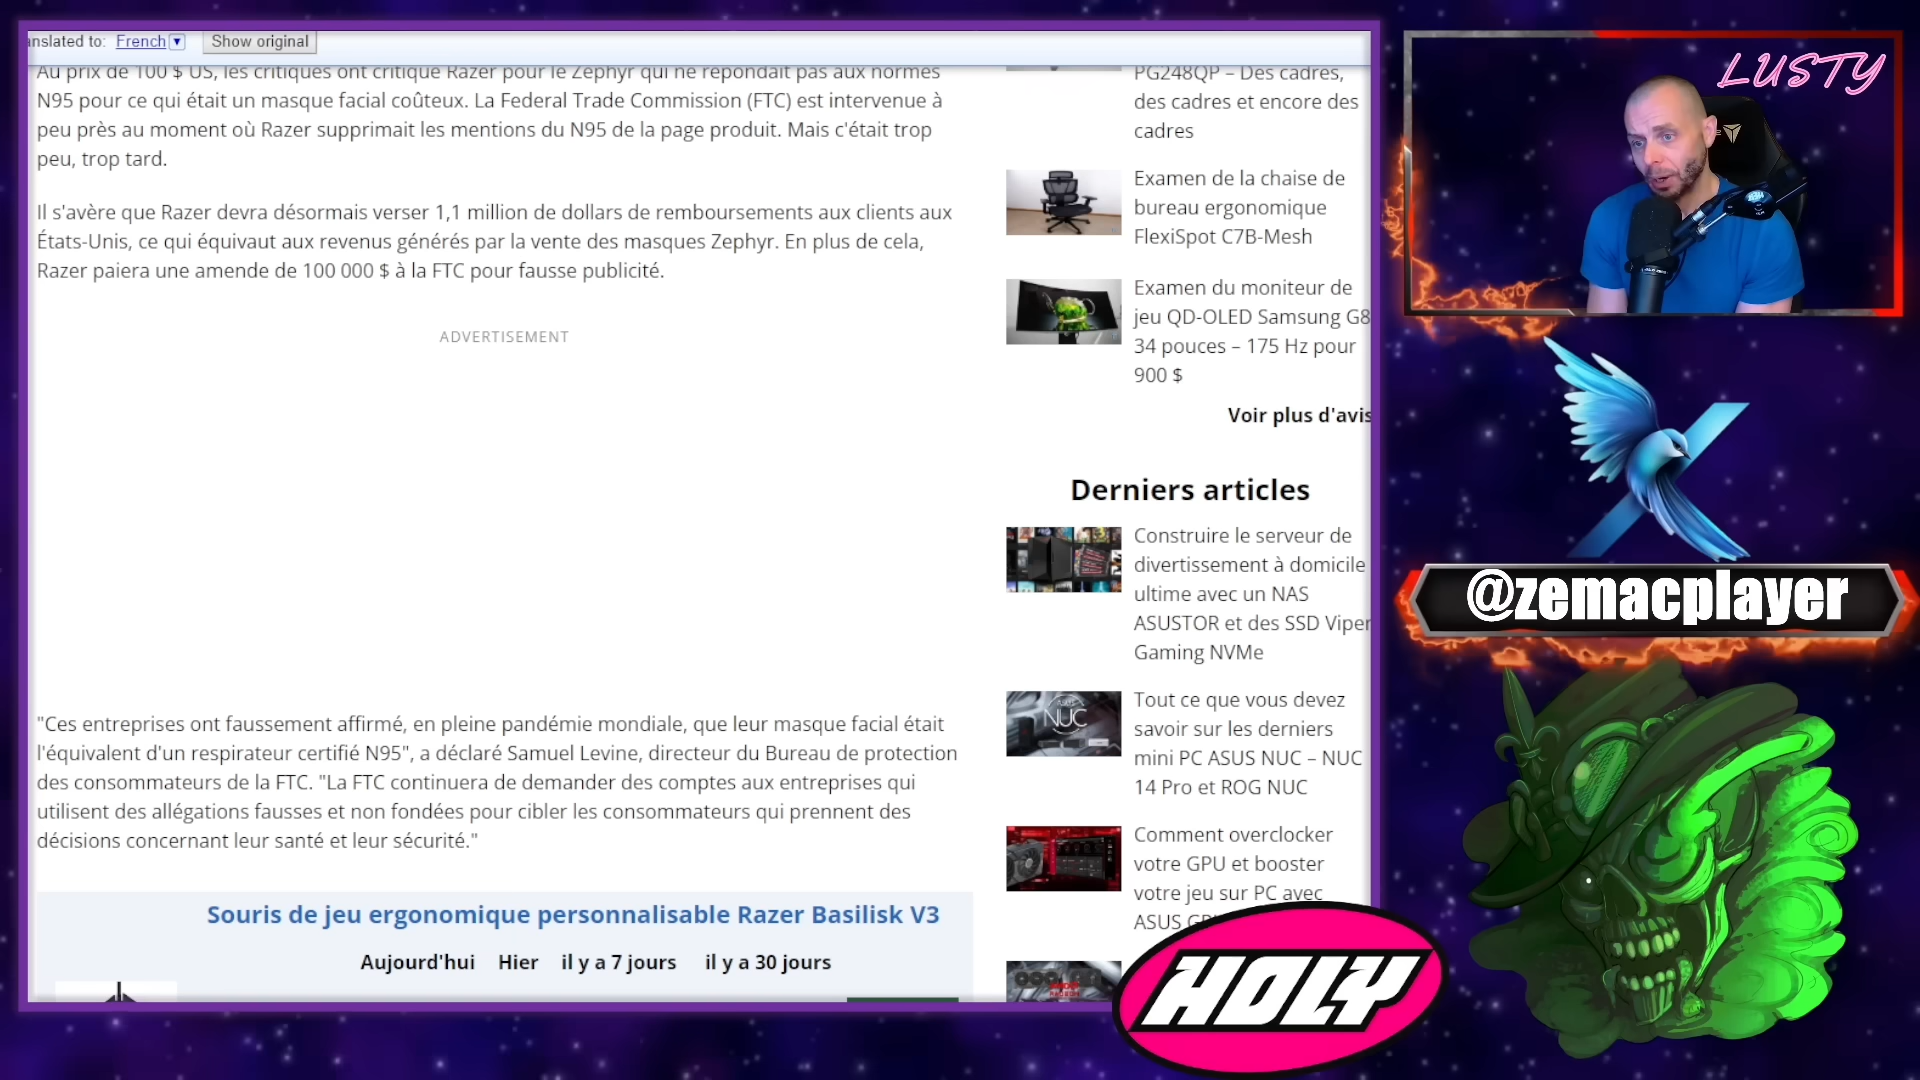 anslated to: French ▼ Show original
Au prix de 100 $ US, les critiques ont critiqué Razer pour le Zephyr qui ne répondait pas aux normes
N95 pour ce qui était un masque facial coûteux. La Federal Trade Commission (FTC) est intervenue à
peu près au moment où Razer supprimait les mentions du N95 de la page produit. Mais c'était trop
peu, trop tard.
Il s'avère que Razer devra désormais verser 1,1 million de dollars de remboursements aux clients aux
États-Unis, ce qui équivaut aux revenus générés par la vente des masques Zephyr. En plus de cela,
Razer paiera une amende de 100 000 $ à la FTC pour fausse publicité.
ADVERTISEMENT
"Ces entreprises ont faussement affirmé, en pleine pandémie mondiale, que leur masque facial était
l'équivalent d'un respirateur certifié N95", a déclaré Samuel Levine, directeur du Bureau de protection
des consommateurs de la FTC. "La FTC continuera de demander des comptes aux entreprises qui
utilisent des allégations fausses et non fondées pour cibler les consommateurs qui prennent des
décisions concernant leur santé et leur sécurité."
Souris de jeu ergonomique personnalisable Razer Basilisk V3
Aujourd'hui Hier il y a 7 jours il y a 30 jours
PG248QP – Des cadres,
des cadres et encore des
cadres
Examen de la chaise de
bureau ergonomique
FlexiSpot C7B-Mesh
Examen du moniteur de
jeu QD-OLED Samsung G8
34 pouces – 175 Hz pour
900 $
Voir plus d'avis
Derniers articles
Construire le serveur de
divertissement à domicile
ultime avec un NAS
ASUSTOR et des SSD Viper
Gaming NVMe
NUC
Tout ce que vous devez
savoir sur les derniers
mini PC ASUS NUC – NUC
14 Pro et ROG NUC
Comment overclocker
votre GPU et booster
votre jeu sur PC avec
ASUS
LUSTY
@zemacplayer
HOLY